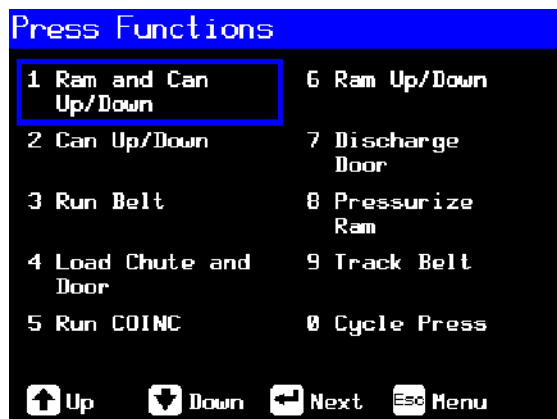 Press Functions
1 Ram and Can
Up/Down
2 Can Up/Down
3 Run Belt
4 Load Chute and
Door
5 Run COINC
6 Ram Up/Down
7 Discharge
Door
8 Pressurize
Ram
9 Track Belt
0 Cycle Press
Up Down Next Esc Menu